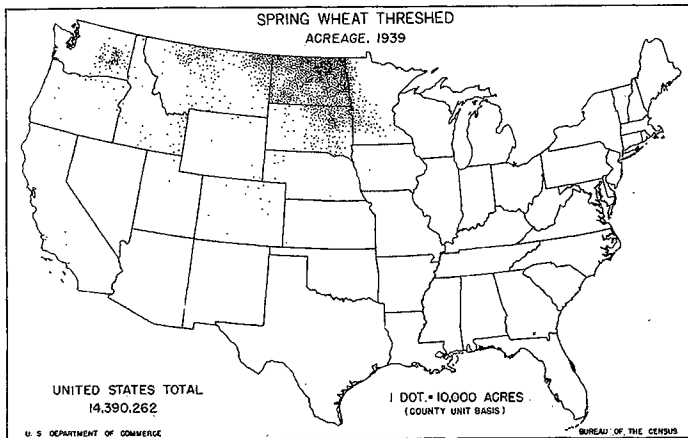 SPRING WHEAT THRESHED
ACREAGE, 1939
UNITED STATES TOTAL
14,390,262
1 DOT = 10,000 ACRES
(COUNTY UNIT BASIS)
U. S DEPARTMENT OF COMMERCE
BUREAU OF THE CENSUS